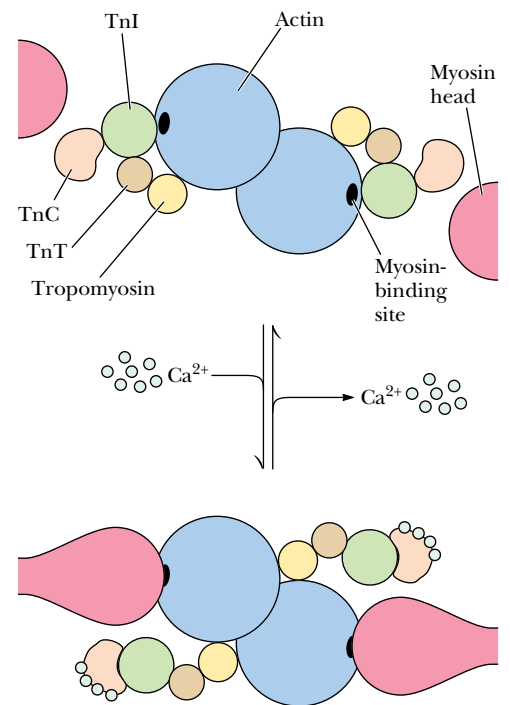 TnI
Actin
Myosin
head
TnC
TnT
Tropomyosin
Myosin-
binding
site
Ca2+
Ca2+